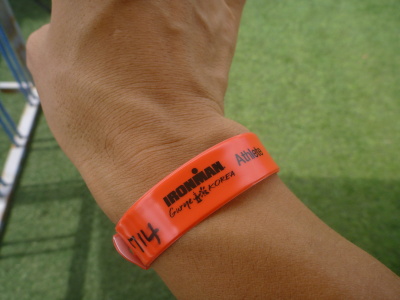 IRONMAN Athlete
Gurye KOREA
714